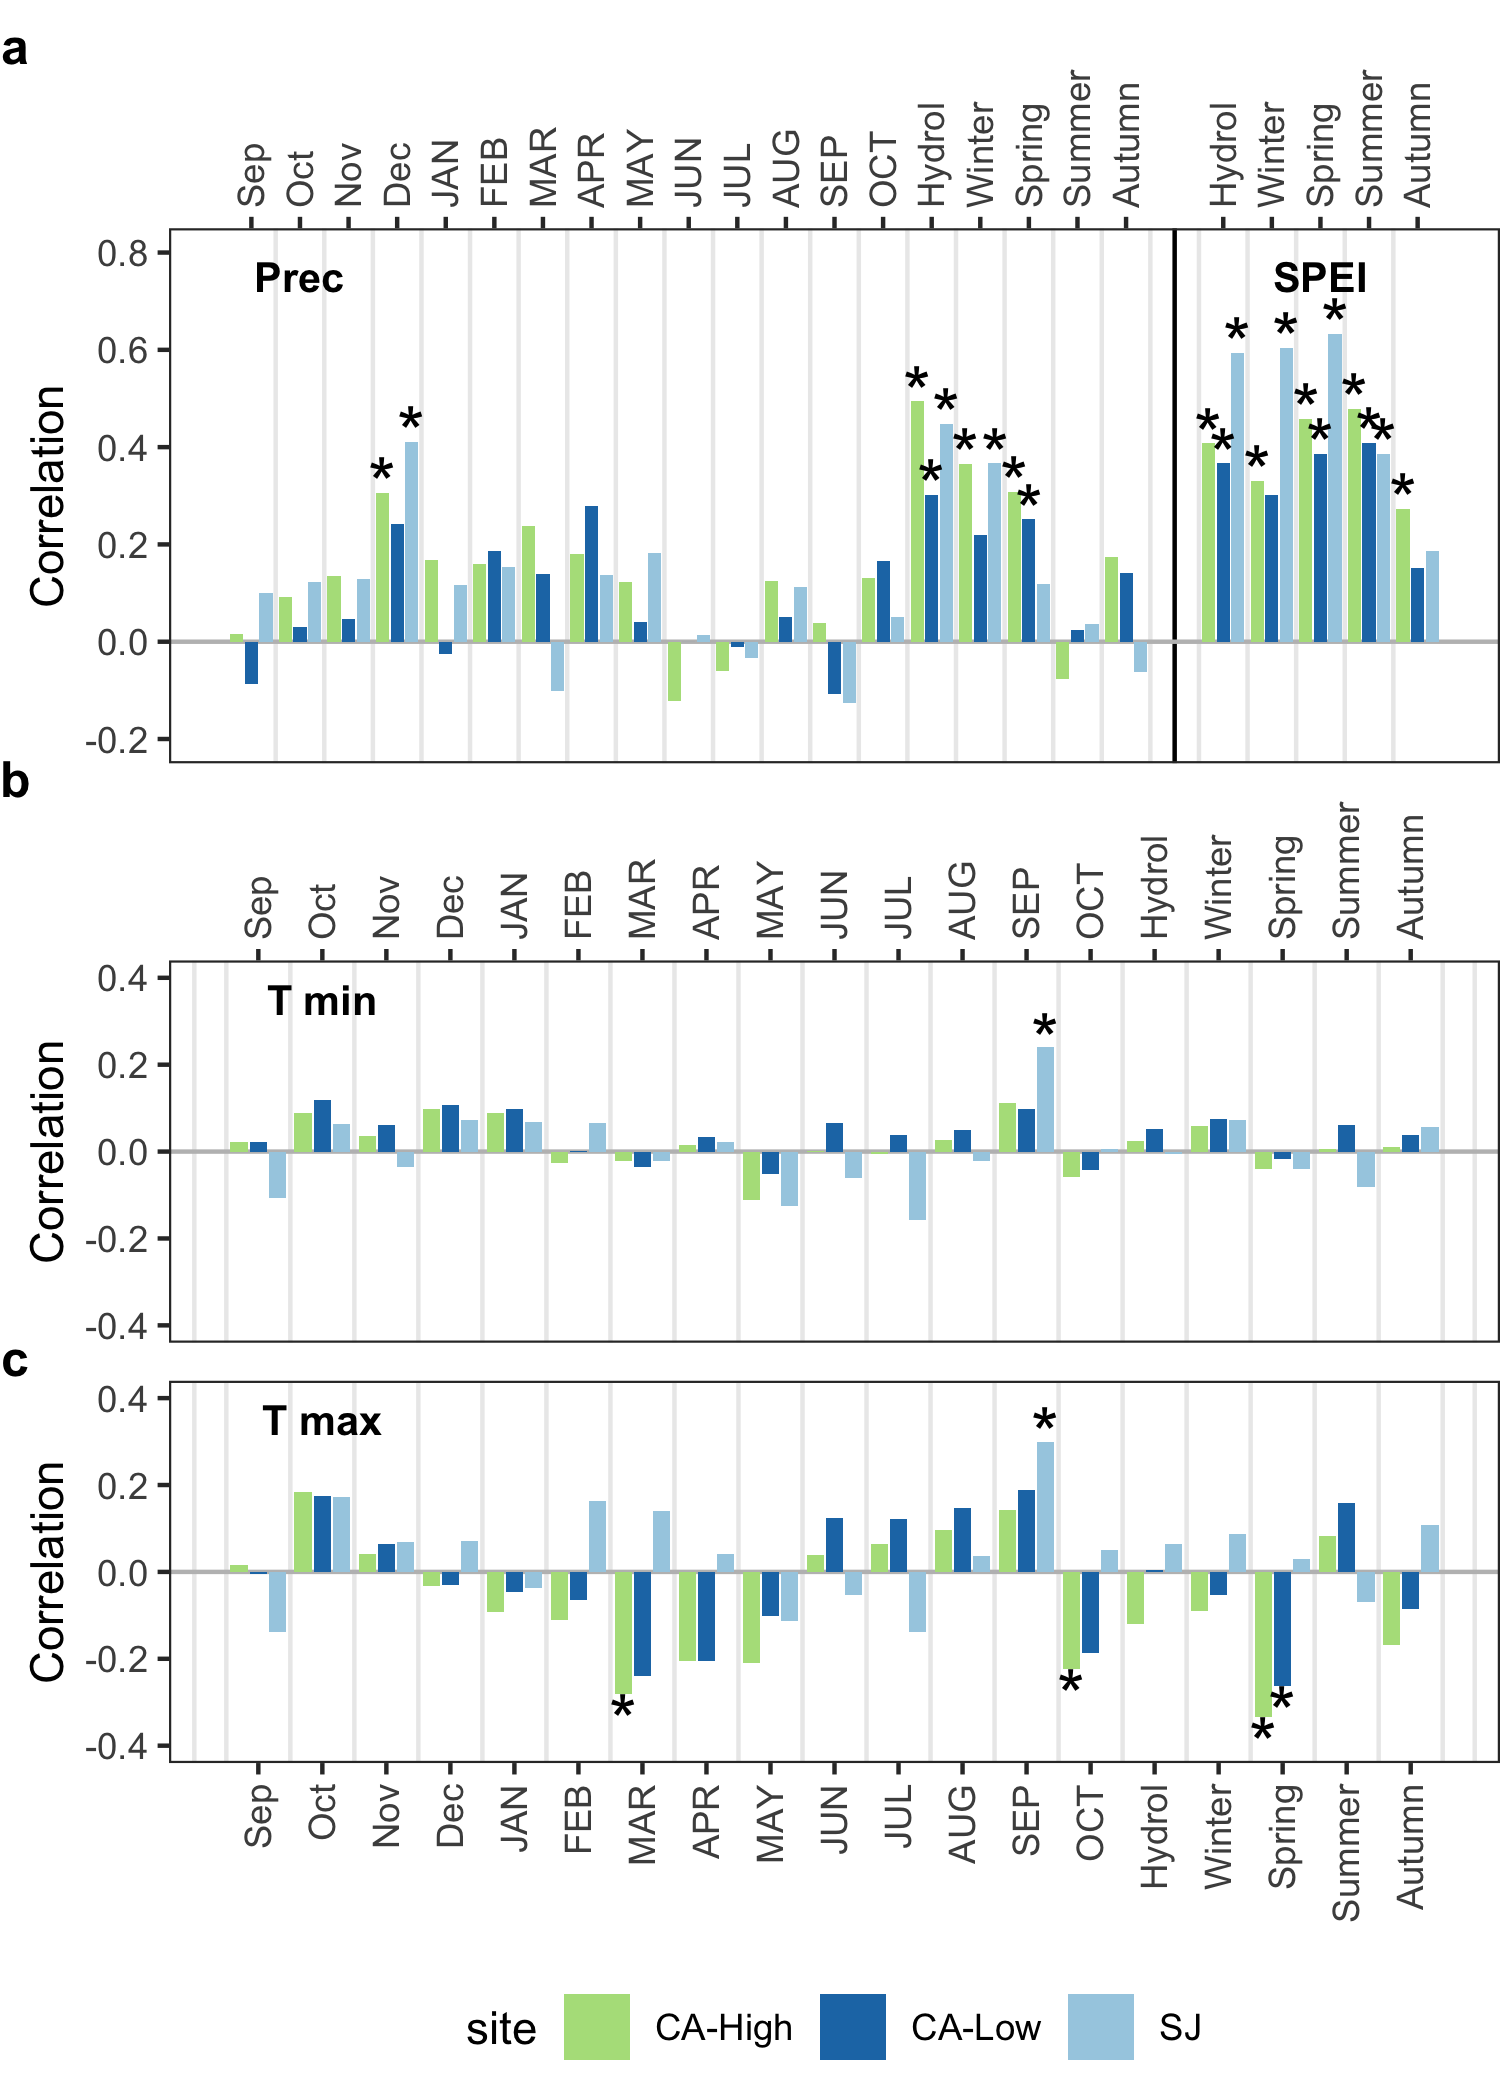 a
Sep Oct Nov Dec JAN FEB MAR APR MAY JUN JUL AUG SEP OCT Hydrol Winter Spring Summer Autumn Hydrol Winter Spring Summer Autumn
Prec SPEI
0.8
0.6
0.4
0.2
0.0
-0.2
Correlation
* * * * * * * * * * * * * * * * * * * * *
b
Sep Oct Nov Dec JAN FEB MAR APR MAY JUN JUL AUG SEP OCT Hydrol Winter Spring Summer Autumn
T min
0.4
0.2
0.0
-0.2
-0.4
Correlation
*
c
T max
0.4
0.2
0.0
-0.2
-0.4
Correlation
* * * * *
Sep Oct Nov Dec JAN FEB MAR APR MAY JUN JUL AUG SEP OCT Hydrol Winter Spring Summer Autumn
site CA-High CA-Low SJ